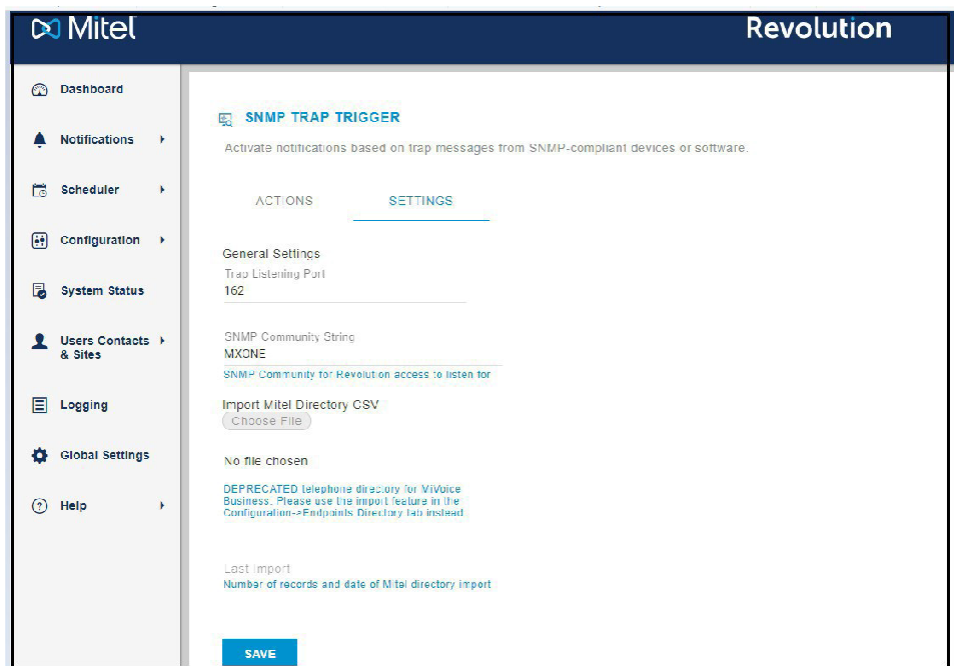 Mitel
Revolution
Dashboard
Notifications
Scheduler
Configuration
System Status
Users Contacts
& Sites
Logging
Global Settings
Help
SNMP TRAP TRIGGER
Activate notifications based on trap messages from SNMP-compliant devices or software.
ACTIONS SETTINGS
General Settings
Trap Listening Port
162
SNMP Community String
MXONE
SNMP Community for Revolution access to listen for
Import Mitel Directory CSV
Choose File
No file chosen
DEPRECATED telephone directory for MiVoice
Business. Please use the import feature in the
Configuration->Endpoints Directory tab instead
Last Import
Number of records and date of Mitel directory import
SAVE